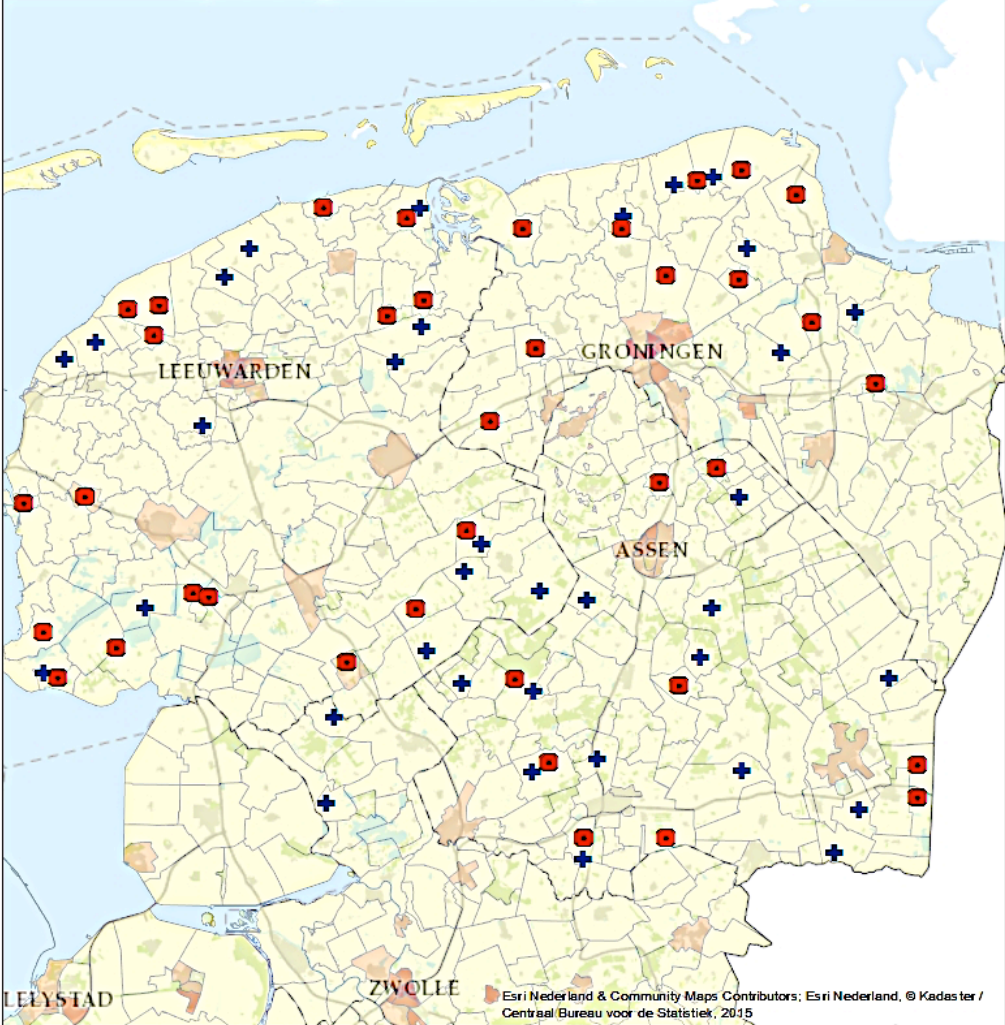 LEEUWARDEN
GRONINGEN
ASSEN
ZWOLLE
LELYSTAD
Esri Nederland & Community Maps Contributors; Esri Nederland, © Kadaster /
Centraal Bureau voor de Statistiek, 2015